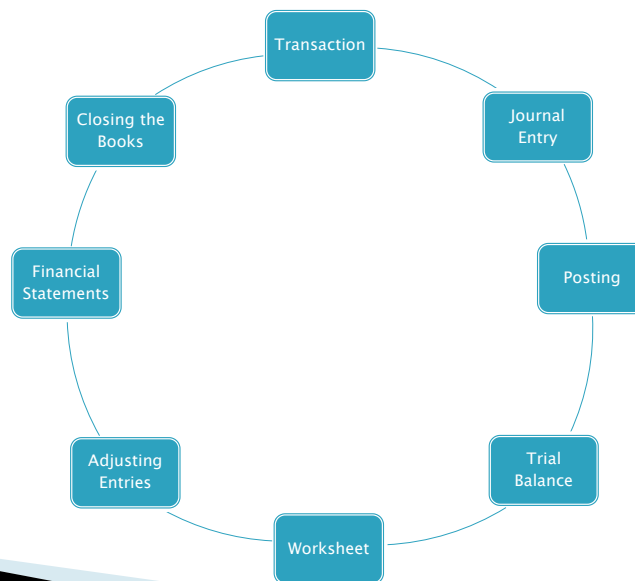 Transaction
Journal
Entry
Posting
Trial
Balance
Worksheet
Adjusting
Entries
Financial
Statements
Closing the
Books